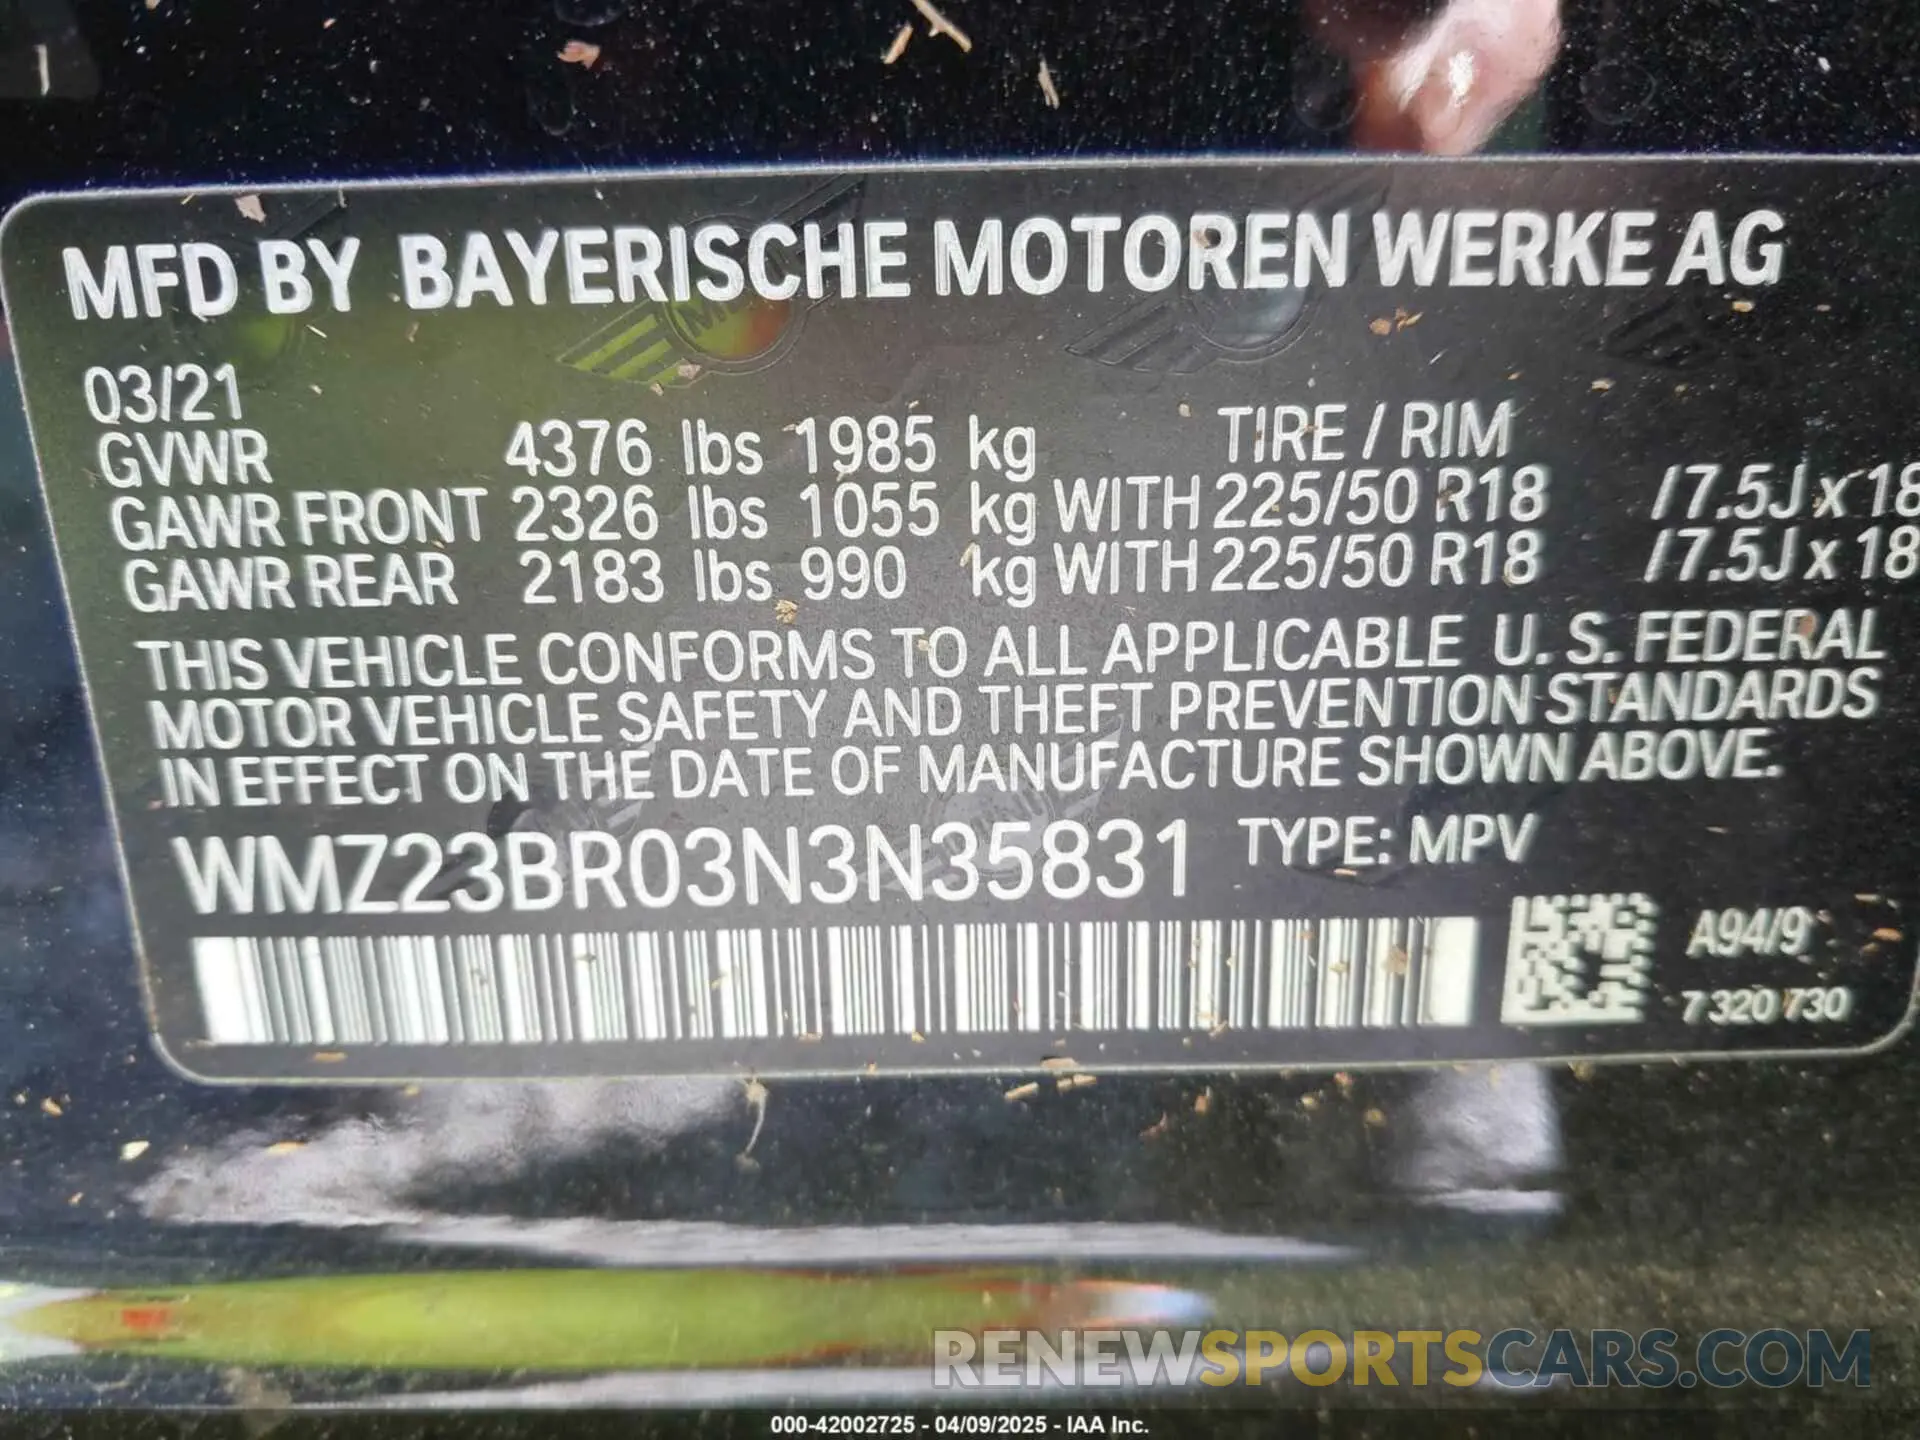 MFD BY BAYERISCHE MOTOREN WERKE AG
03/21
GVWR 4376 lbs 1985 kg TIRE / RIM
GAWR FRONT 2326 lbs 1055 kg WITH 225/50 R18 / 7.5J x 18
GAWR REAR 2183 lbs 990 kg WITH 225/50 R18 / 7.5J x 18
THIS VEHICLE CONFORMS TO ALL APPLICABLE U. S. FEDERAL
MOTOR VEHICLE SAFETY AND THEFT PREVENTION STANDARDS
IN EFFECT ON THE DATE OF MANUFACTURE SHOWN ABOVE.
WMZ23BR03N3N35831 TYPE: MPV
A94/9
7 320 730
RENEWSPORTSCARS.COM
000-42002725 - 04/09/2025 - IAA Inc.